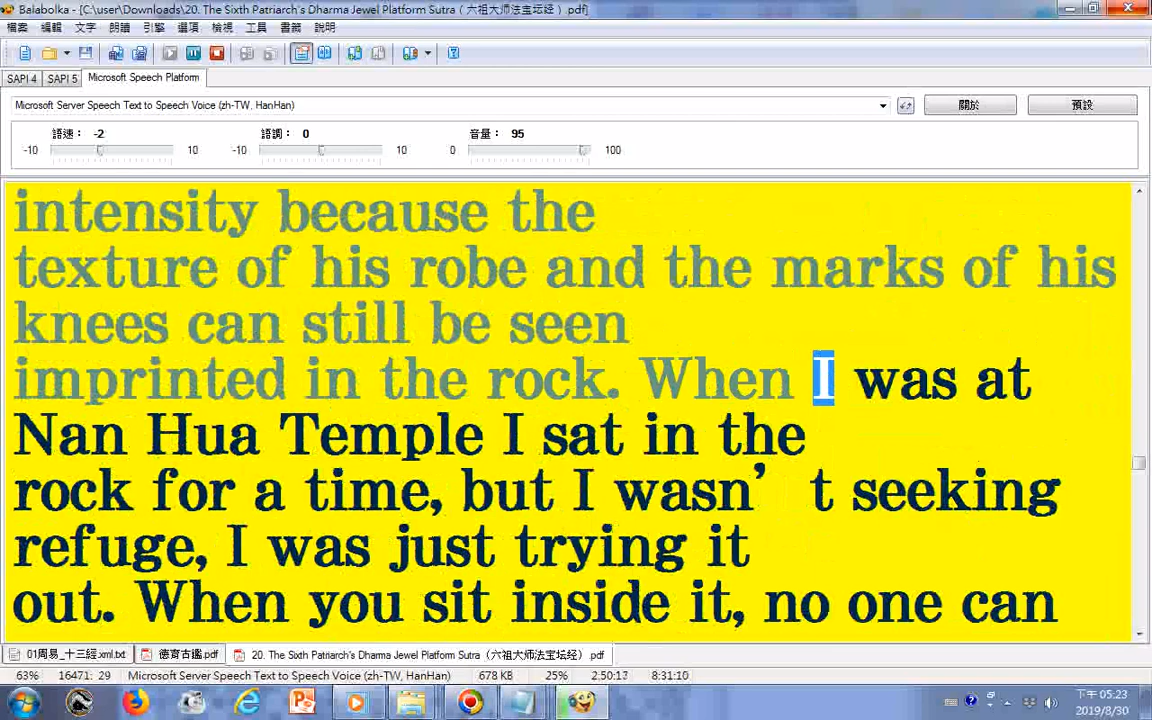 Balabolka - [C:\user\Downloads\20. The Sixth Patriarch's Dharma Jewel Platform Sutra（六祖大师法宝坛经）.pdf]
檔案 編輯 文字 朗讀 引擎 選項 檢視 工具 書籤 說明
SAPI 4 SAPI 5 Microsoft Speech Platform
Microsoft Server Speech Text to Speech Voice (zh-TW, HanHan) 關於 預設
語速： -2 語調： 0 音量： 95
-10 10 -10 10 0 100
intensity because the
texture of his robe and the marks of his
knees can still be seen
imprinted in the rock. When I was at
Nan Hua Temple I sat in the
rock for a time, but I wasn’t seeking
refuge, I was just trying it
out. When you sit inside it, no one can
01周易_十三經.xml.txt 德育古鑑.pdf 20. The Sixth Patriarch's Dharma Jewel Platform Sutra（六祖大师法宝坛经）.pdf
63% 16471: 29 Microsoft Server Speech Text to Speech Voice (zh-TW, HanHan) 678 KB 25% 2:50:13 8:31:10
下午 05:23
2019/8/30